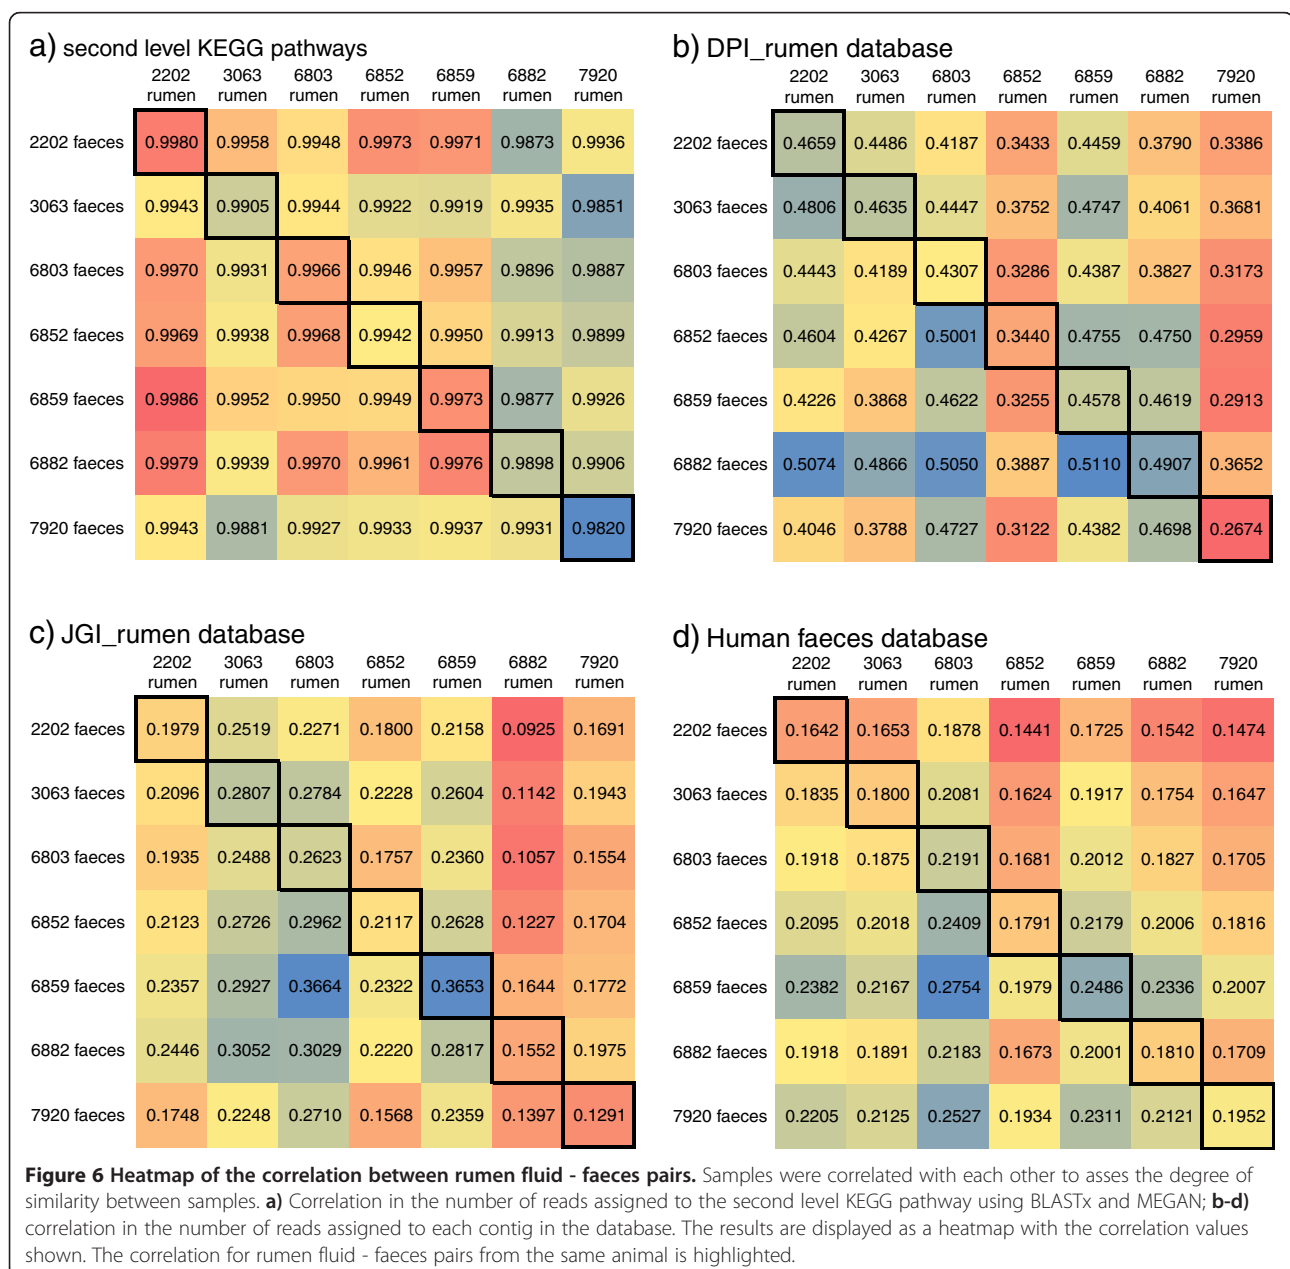 a) second level KEGG pathways
2202 3063 6803 6852 6859 6882 7920
rumen rumen rumen rumen rumen rumen rumen
2202 faeces 0.9980 0.9958 0.9948 0.9973 0.9971 0.9873 0.9936
3063 faeces 0.9943 0.9905 0.9944 0.9922 0.9919 0.9935 0.9851
6803 faeces 0.9970 0.9931 0.9966 0.9946 0.9957 0.9896 0.9887
6852 faeces 0.9969 0.9938 0.9968 0.9942 0.9950 0.9913 0.9899
6859 faeces 0.9986 0.9952 0.9950 0.9949 0.9973 0.9877 0.9926
6882 faeces 0.9979 0.9939 0.9970 0.9961 0.9976 0.9898 0.9906
7920 faeces 0.9943 0.9881 0.9927 0.9933 0.9937 0.9931 0.9820
b) DPI_rumen database
2202 3063 6803 6852 6859 6882 7920
rumen rumen rumen rumen rumen rumen rumen
2202 faeces 0.4659 0.4486 0.4187 0.3433 0.4459 0.3790 0.3386
3063 faeces 0.4806 0.4635 0.4447 0.3752 0.4747 0.4061 0.3681
6803 faeces 0.4443 0.4189 0.4307 0.3286 0.4387 0.3827 0.3173
6852 faeces 0.4604 0.4267 0.5001 0.3440 0.4755 0.4750 0.2959
6859 faeces 0.4226 0.3868 0.4622 0.3255 0.4578 0.4619 0.2913
6882 faeces 0.5074 0.4866 0.5050 0.3887 0.5110 0.4907 0.3652
7920 faeces 0.4046 0.3788 0.4727 0.3122 0.4382 0.4698 0.2674
c) JGI_rumen database
2202 3063 6803 6852 6859 6882 7920
rumen rumen rumen rumen rumen rumen rumen
2202 faeces 0.1979 0.2519 0.2271 0.1800 0.2158 0.0925 0.1691
3063 faeces 0.2096 0.2807 0.2784 0.2228 0.2604 0.1142 0.1943
6803 faeces 0.1935 0.2488 0.2623 0.1757 0.2360 0.1057 0.1554
6852 faeces 0.2123 0.2726 0.2962 0.2117 0.2628 0.1227 0.1704
6859 faeces 0.2357 0.2927 0.3664 0.2322 0.3653 0.1644 0.1772
6882 faeces 0.2446 0.3052 0.3029 0.2220 0.2817 0.1552 0.1975
7920 faeces 0.1748 0.2248 0.2710 0.1568 0.2359 0.1397 0.1291
d) Human faeces database
2202 3063 6803 6852 6859 6882 7920
rumen rumen rumen rumen rumen rumen rumen
2202 faeces 0.1642 0.1653 0.1878 0.1441 0.1725 0.1542 0.1474
3063 faeces 0.1835 0.1800 0.2081 0.1624 0.1917 0.1754 0.1647
6803 faeces 0.1918 0.1875 0.2191 0.1681 0.2012 0.1827 0.1705
6852 faeces 0.2095 0.2018 0.2409 0.1791 0.2179 0.2006 0.1816
6859 faeces 0.2382 0.2167 0.2754 0.1979 0.2486 0.2336 0.2007
6882 faeces 0.1918 0.1891 0.2183 0.1673 0.2001 0.1810 0.1709
7920 faeces 0.2205 0.2125 0.2527 0.1934 0.2311 0.2121 0.1952
Figure 6 Heatmap of the correlation between rumen fluid - faeces pairs. Samples were correlated with each other to asses the degree of
similarity between samples. a) Correlation in the number of reads assigned to the second level KEGG pathway using BLASTx and MEGAN; b-d)
correlation in the number of reads assigned to each contig in the database. The results are displayed as a heatmap with the correlation values
shown. The correlation for rumen fluid - faeces pairs from the same animal is highlighted.